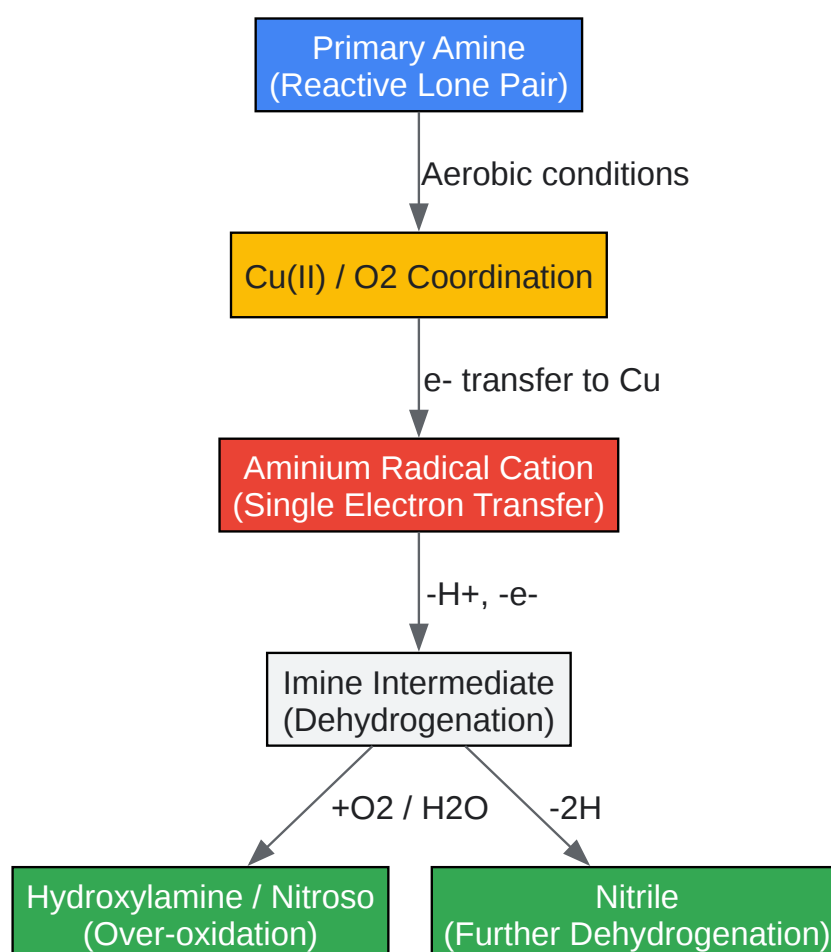 Primary Amine
(Reactive Lone Pair)
Aerobic conditions
Cu(II) / O2 Coordination
e- transfer to Cu
Aminium Radical Cation
(Single Electron Transfer)
-H+, -e-
Imine Intermediate
(Dehydrogenation)
+O2 / H2O
-2H
Hydroxylamine / Nitroso
(Over-oxidation)
Nitrile
(Further Dehydrogenation)